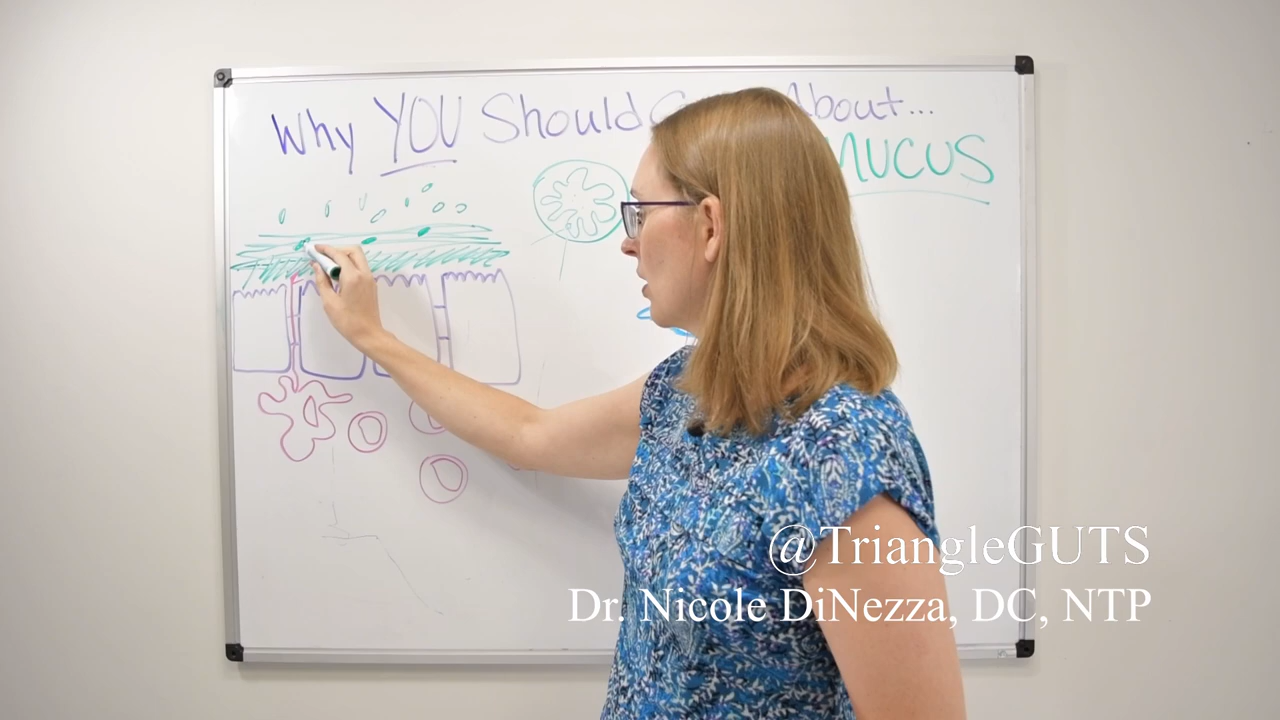 Why YOU Should About...
MUCUS
@TriangleGUTS
Dr. Nicole DiNezza, DC, NTP